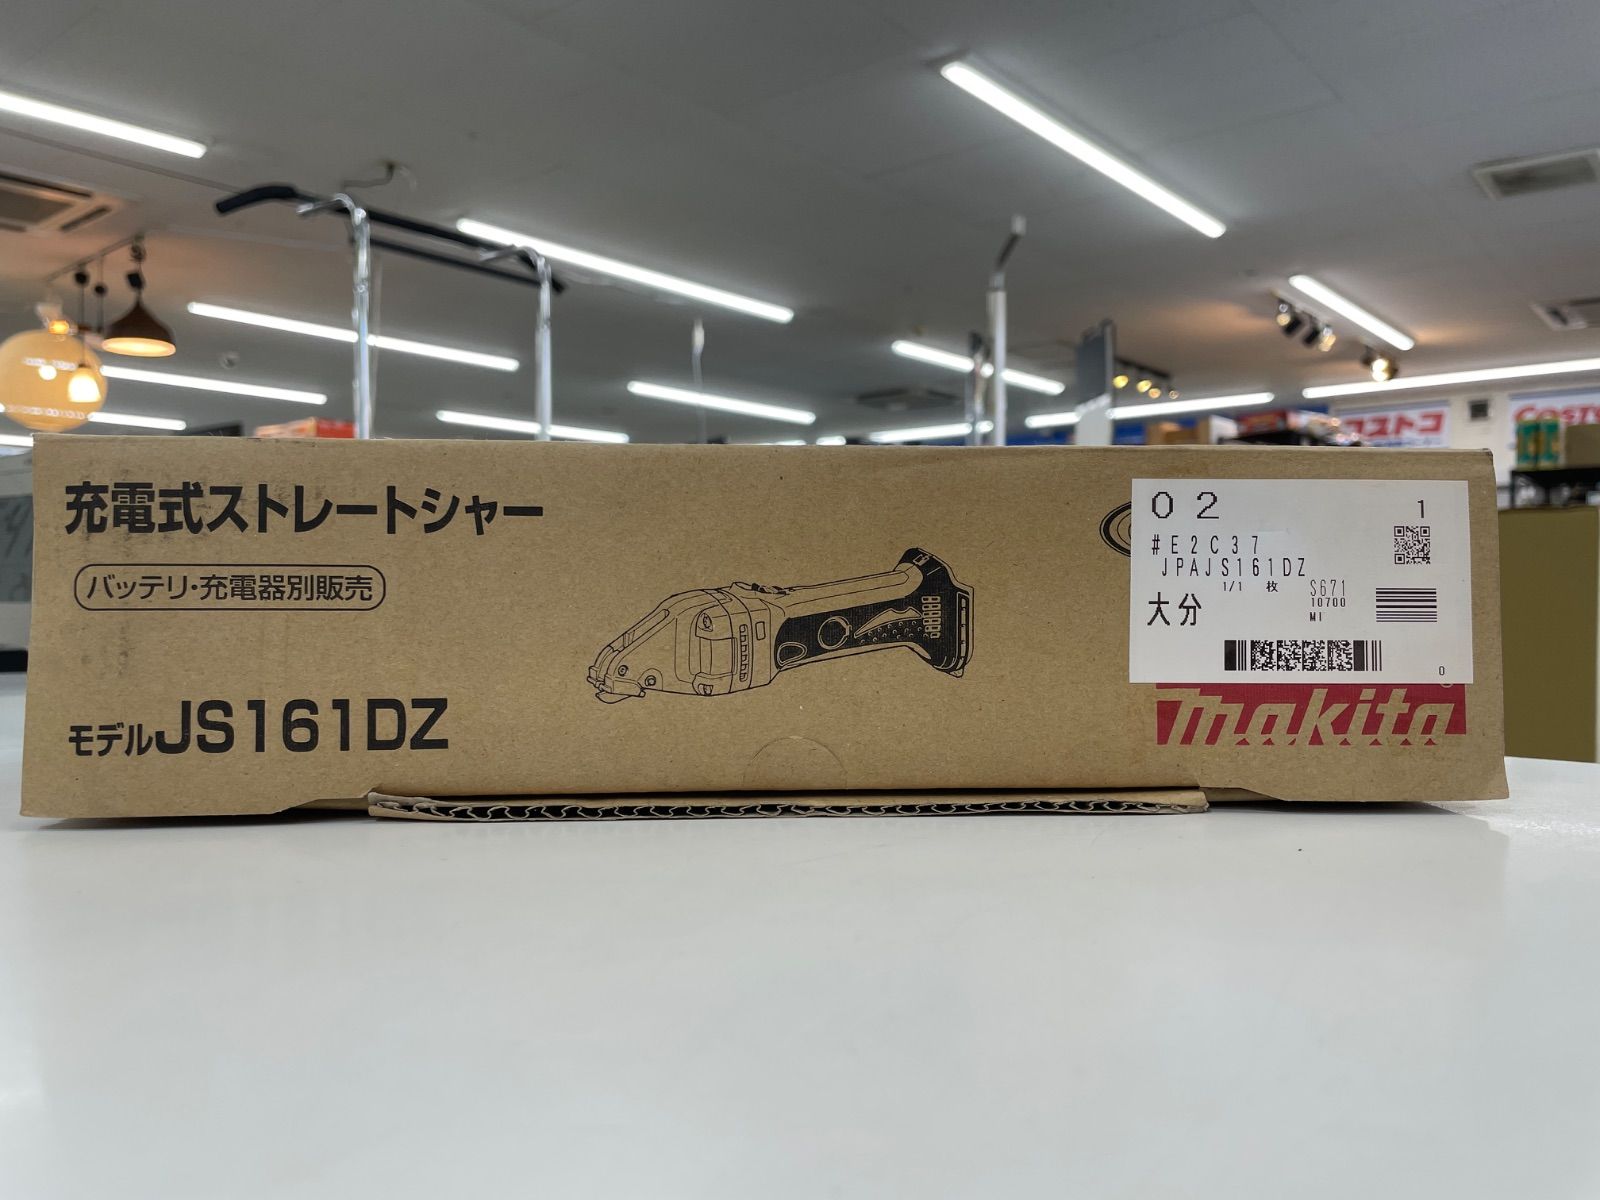 充電式ストレートシャー
バッテリ・充電器別販売
モデルJS161DZ
02 1
#E2C37
JPAJS161DZ
1/1 枚 S671
10700
大分 MI
0
makita
コストコ